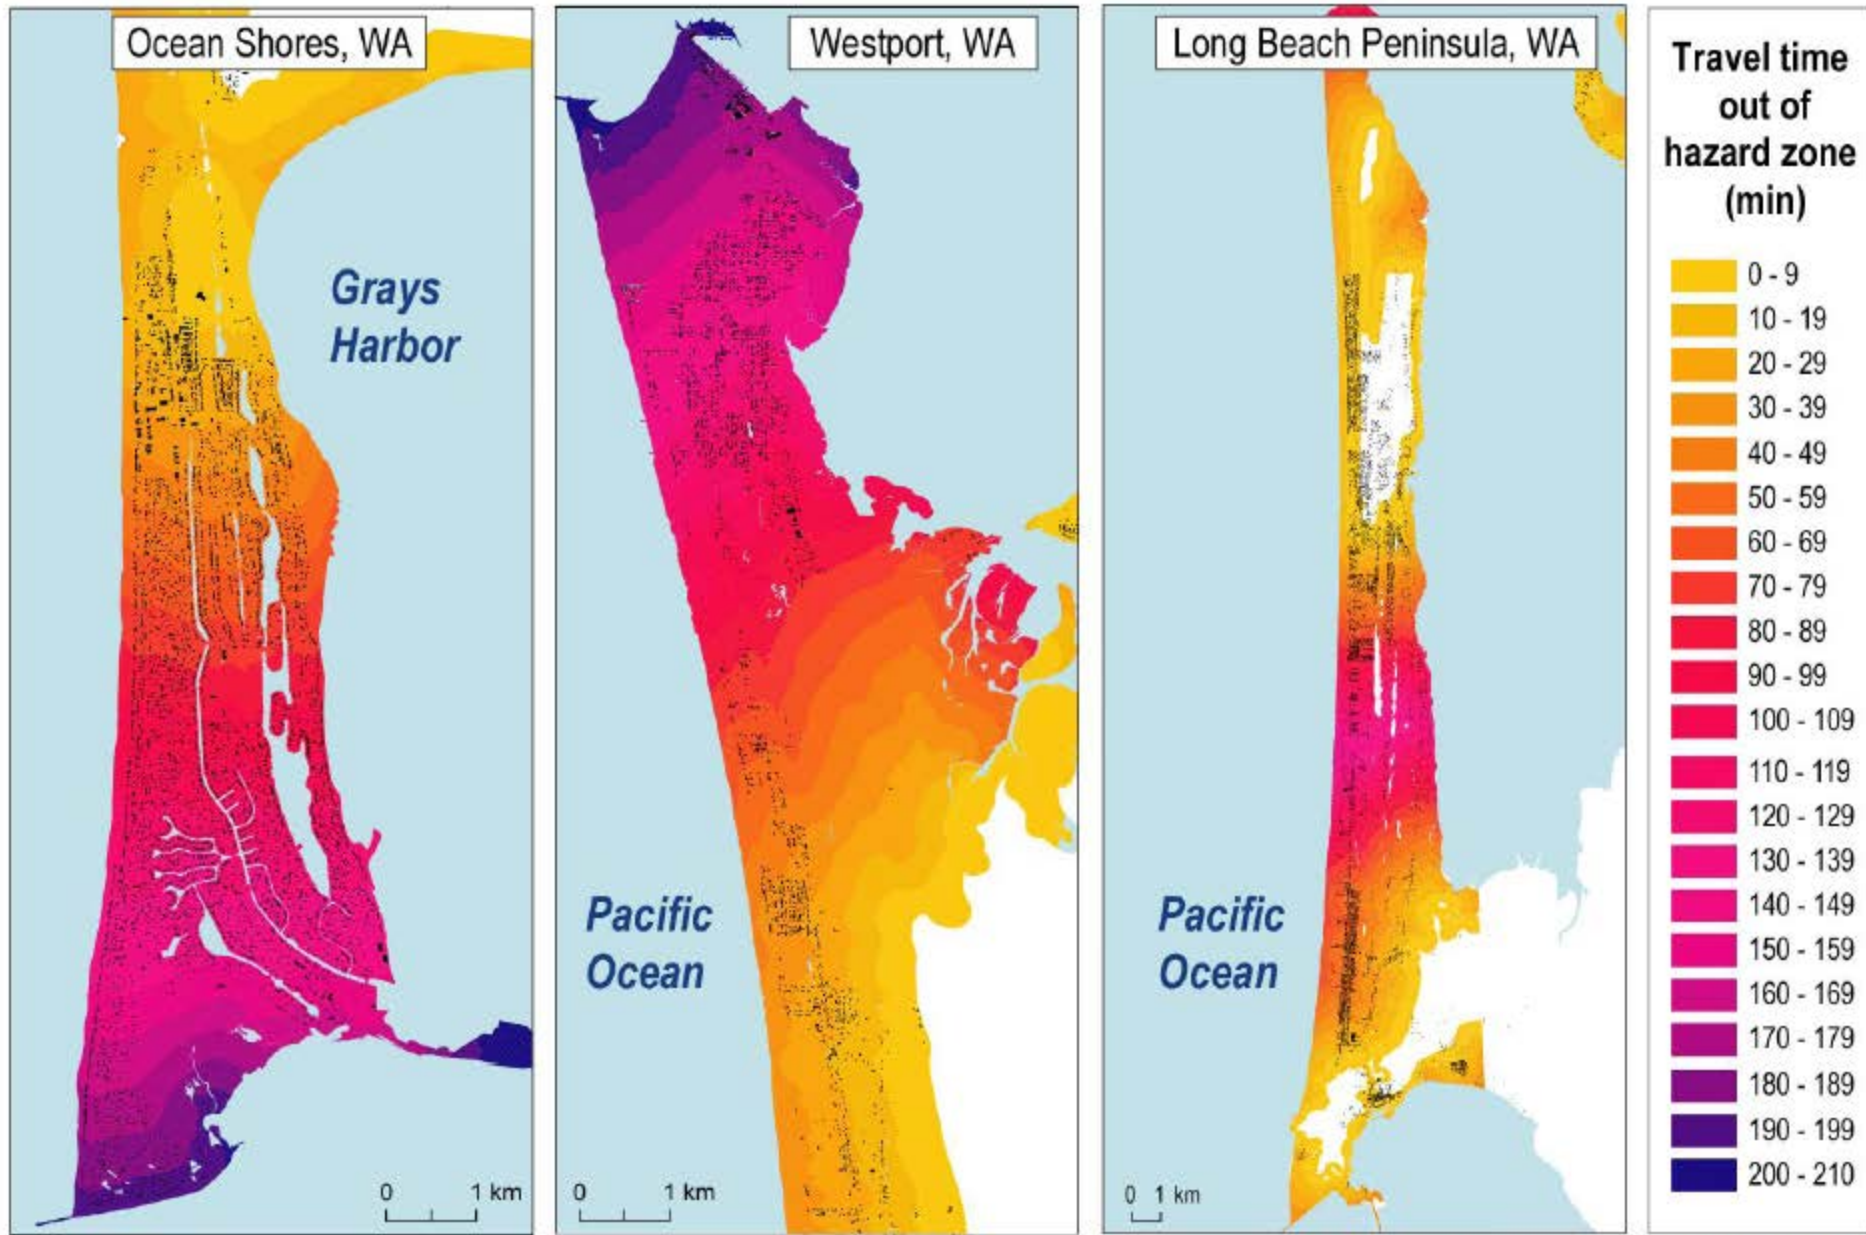 Ocean Shores, WA
Grays
Harbor
0 1 km
Westport, WA
Pacific
Ocean
0 1 km
Long Beach Peninsula, WA
Pacific
Ocean
0 1 km
Travel time
out of
hazard zone
(min)
0 - 9
10 - 19
20 - 29
30 - 39
40 - 49
50 - 59
60 - 69
70 - 79
80 - 89
90 - 99
100 - 109
110 - 119
120 - 129
130 - 139
140 - 149
150 - 159
160 - 169
170 - 179
180 - 189
190 - 199
200 - 210